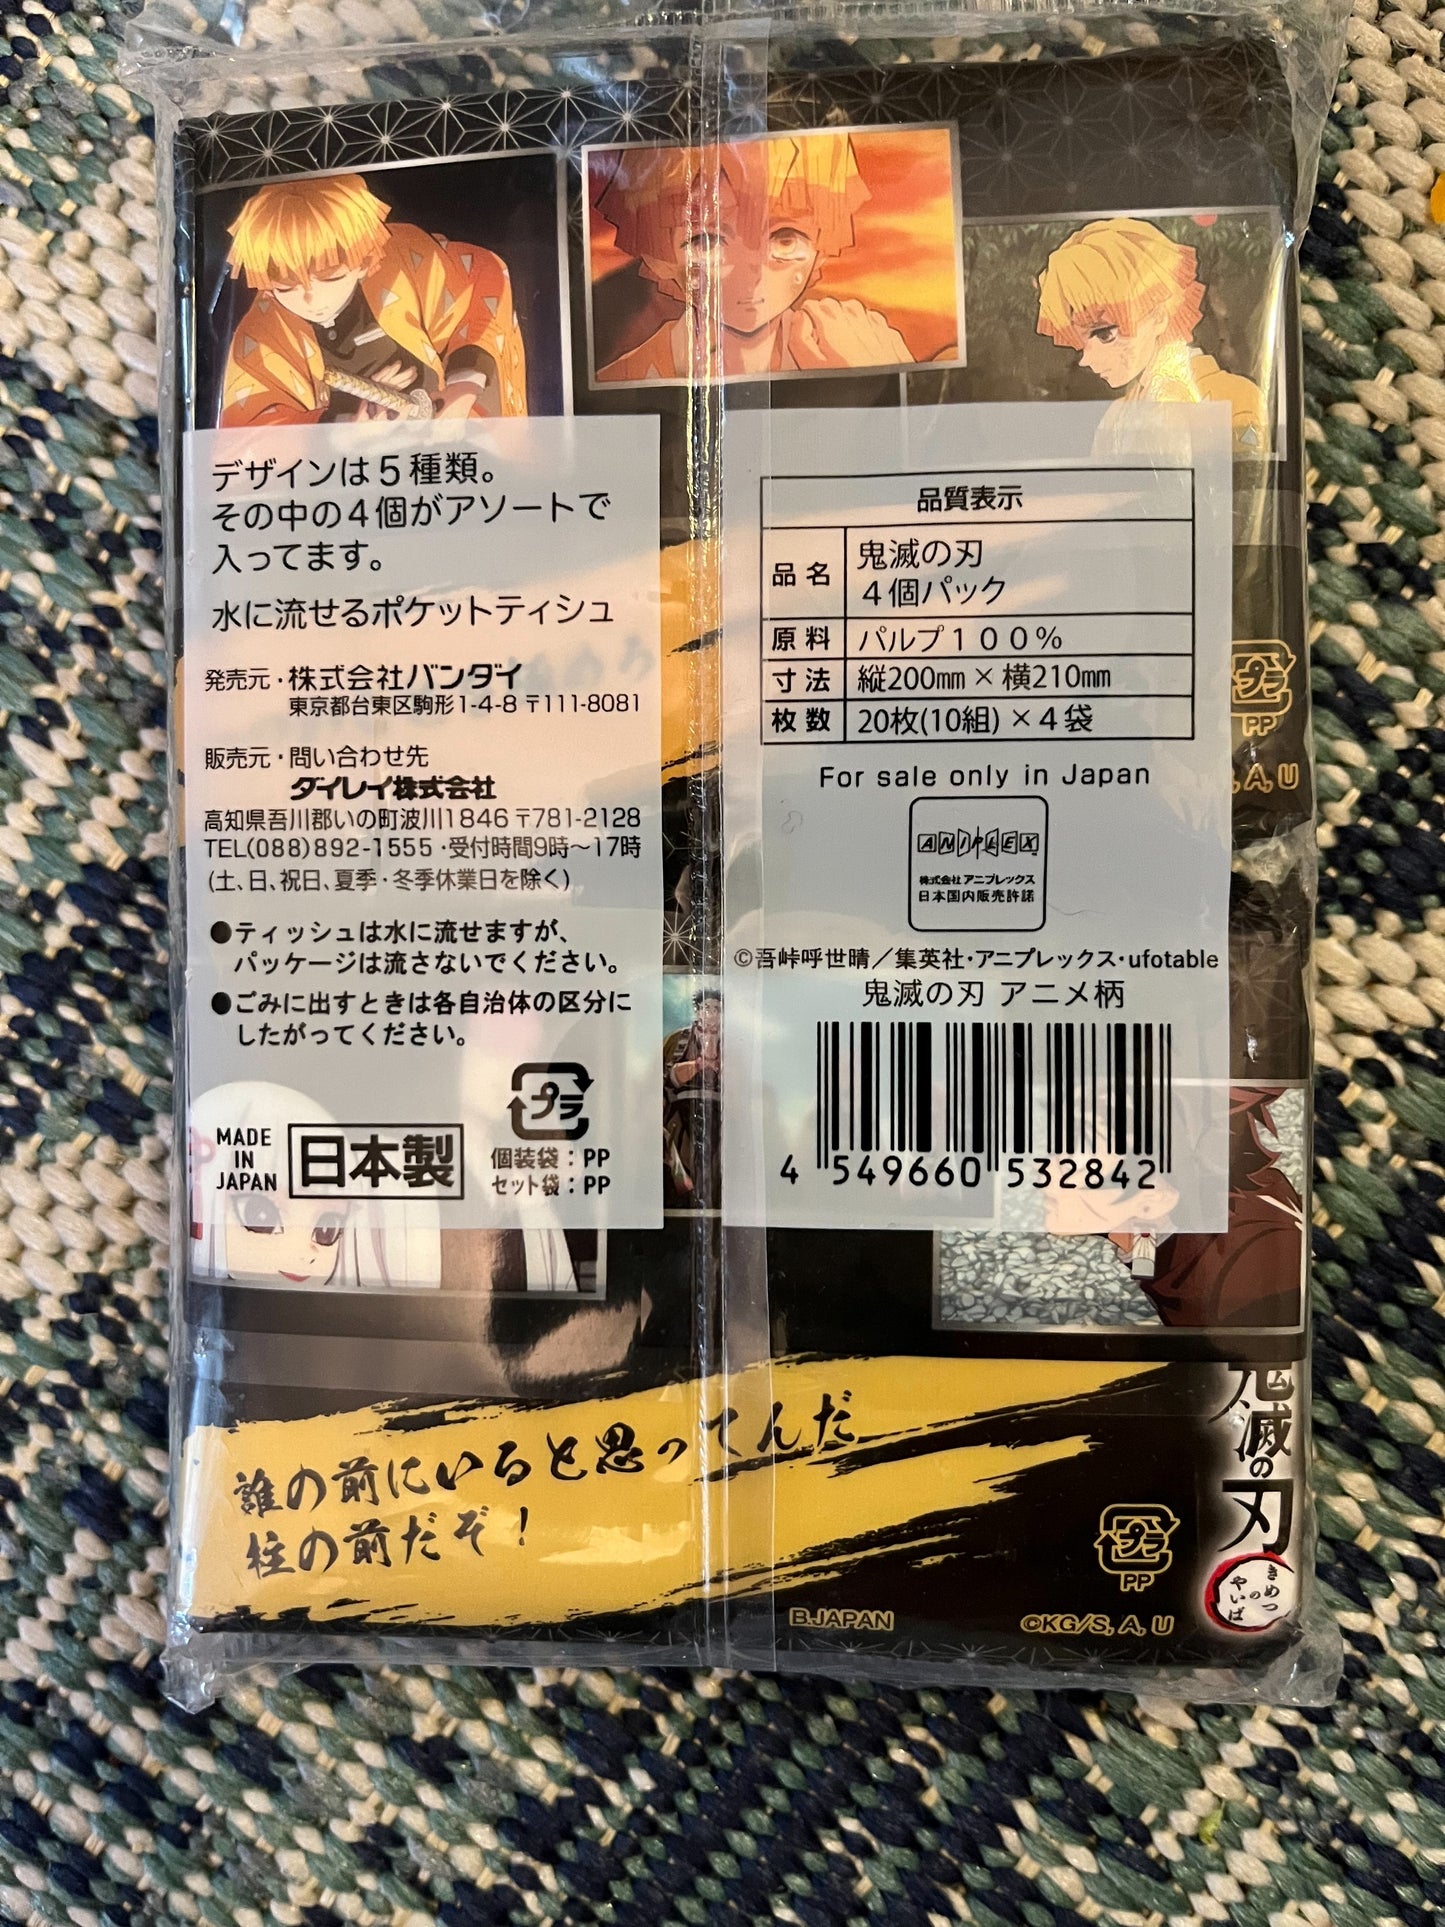 デザインは５種類。
その中の４個がアソートで
入ってます。
水に流せるポケットティシュ
発売元・株式会社バンダイ
東京都台東区駒形1-4-8 〒111-8081
販売元・問い合わせ先
ダイレイ株式会社
高知県吾川郡いの町波川1846 〒781-2128
TEL(088)892-1555・受付時間9時～17時
(土、日、祝日、夏季・冬季休業日を除く)
●ティッシュは水に流せますが、
パッケージは流さないでください。
●ごみに出すときは各自治体の区分に
したがってください。
MADE
IN
JAPAN
日本製
プラ
個装袋：PP
セット袋：PP
品質表示
品名 鬼滅の刃
４個パック
原料 パルプ１００％
寸法 縦200㎜×横210㎜
枚数 20枚(10組)×４袋
For sale only in Japan
ANIPLEX
株式会社アニプレックス
日本国内販売許諾
©吾峠呼世晴／集英社・アニプレックス・ufotable
鬼滅の刃 アニメ柄
4 549660 532842
プラ
PP
, A, U
誰の前にいると思ってんだ
柱の前だぞ！
プラ
PP
B.JAPAN
©KG/S, A, U
鬼滅の刃
きめつ
の
やいば